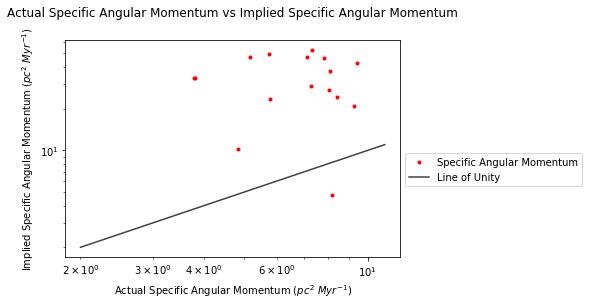 Actual Specific Angular Momentum vs Implied Specific Angular Momentum
Implied Specific Angular Momentum (pc² Myr⁻¹)
10¹
Specific Angular Momentum
Line of Unity
2 × 10⁰
3 × 10⁰
4 × 10⁰
6 × 10⁰
10¹
Actual Specific Angular Momentum (pc² Myr⁻¹)